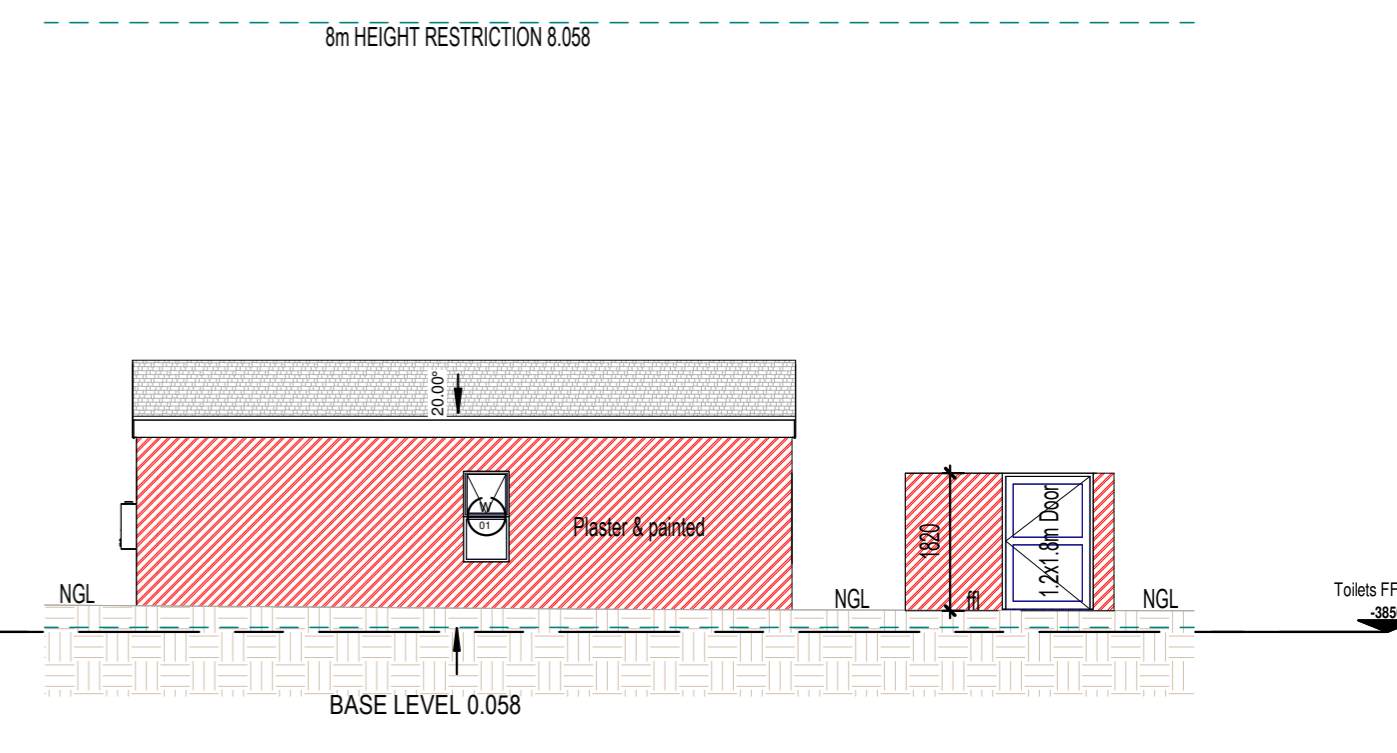 8m HEIGHT RESTRICTION 8.058
20.00°
W
01
Plaster & painted
1820
1.2x1.8m Door
ffl
NGL
NGL
NGL
Toilets FF
-385
BASE LEVEL 0.058